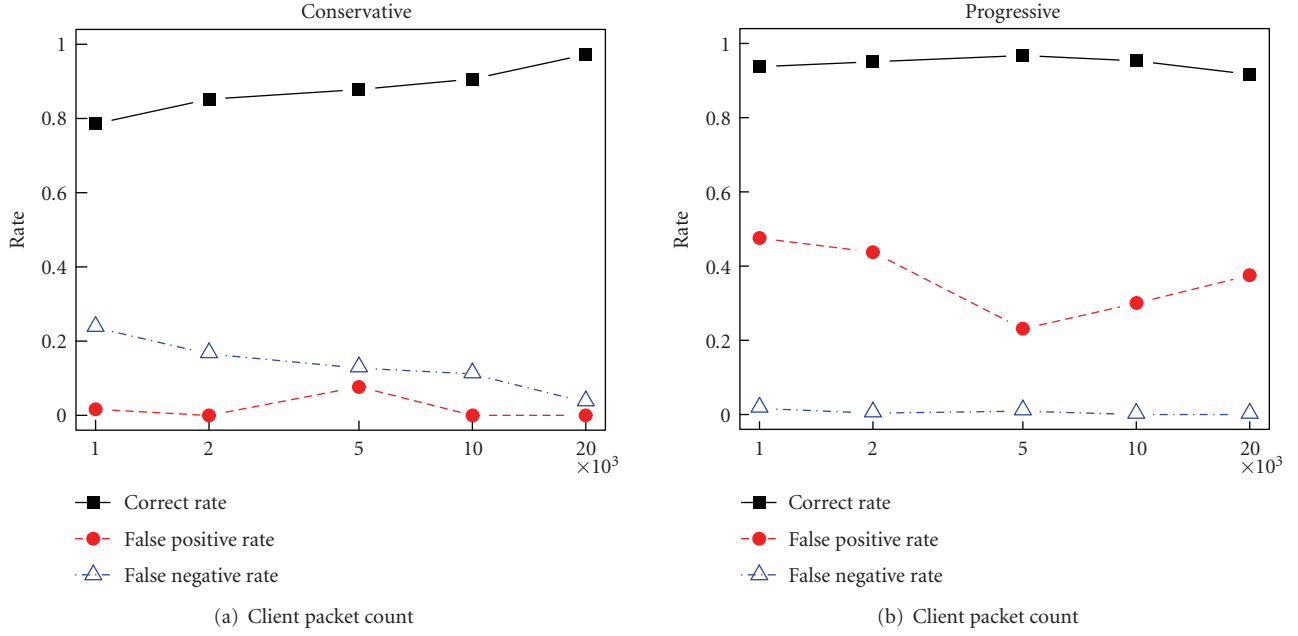 Conservative
1
0.8
0.6
0.4
0.2
0
Rate
1
2
5
10
20
×10³
Correct rate
False positive rate
False negative rate
(a) Client packet count
Progressive
1
0.8
0.6
0.4
0.2
0
Rate
1
2
5
10
20
×10³
Correct rate
False positive rate
False negative rate
(b) Client packet count